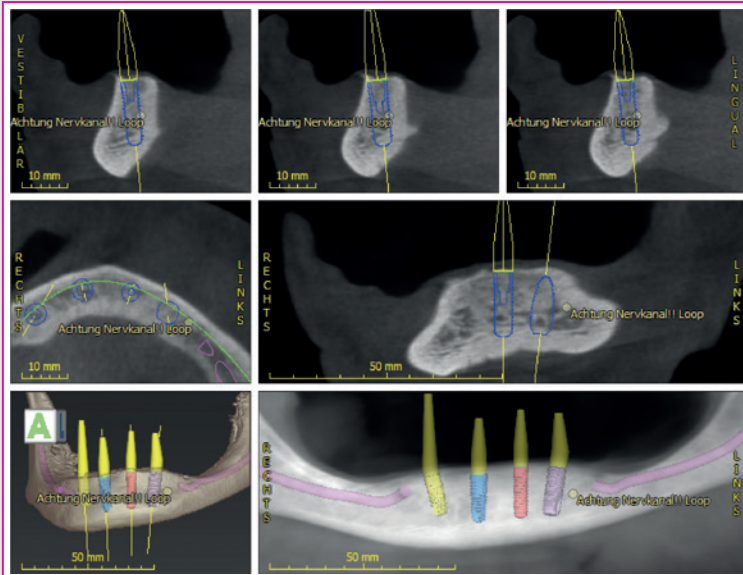 VESTIBULÄR
Achtung Nervkanal!! Loop
10 mm
Achtung Nervkanal!! Loop
10 mm
LINGUAL
Achtung Nervkanal!! Loop
10 mm
RECHTS
LINKS
Achtung Nervkanal!! Loop
10 mm
RECHTS
LINKS
Achtung Nervkanal!! Loop
50 mm
A
Achtung Nervkanal!! Loop
50 mm
RECHTS
LINKS
Achtung Nervkanal!! Loop
50 mm